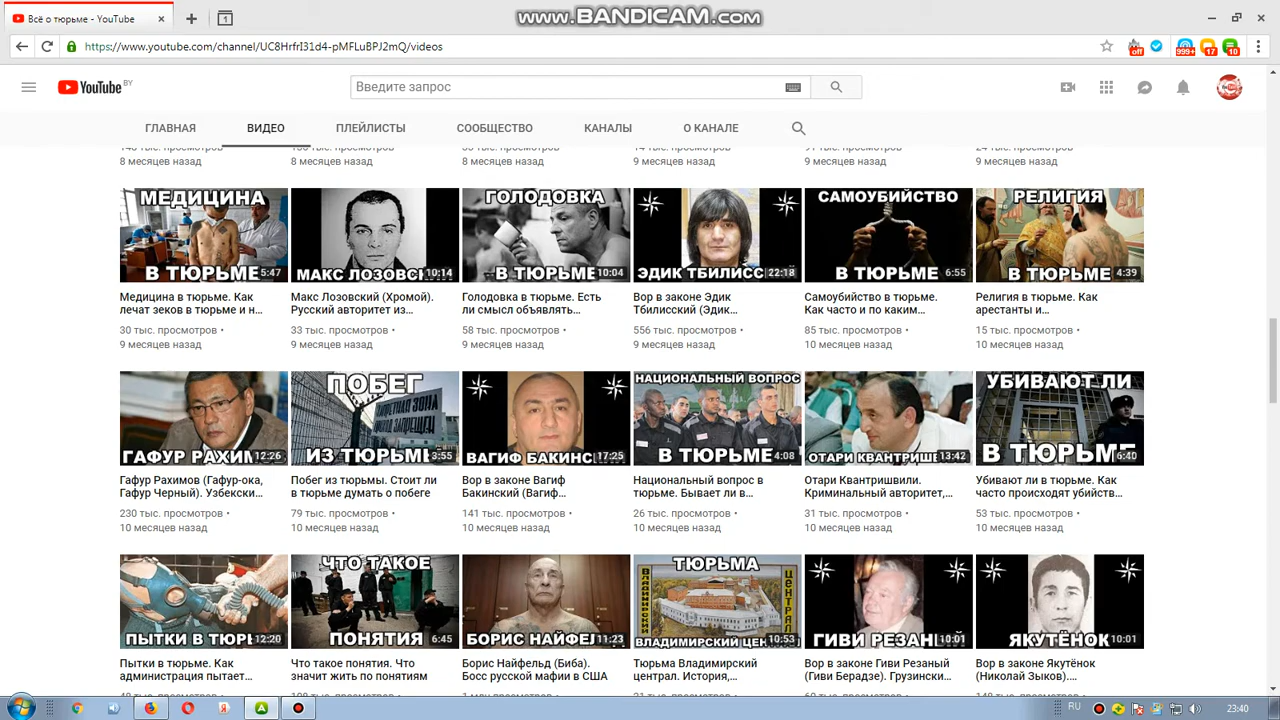 www.BANDICAM.com
Всё о тюрьме - YouTube
1
https://www.youtube.com/channel/UC8HrfrI31d4-pMFLuBPJ2mQ/videos
off
999+
17
10
YouTube BY
Введите запрос
ГЛАВНАЯ ВИДЕО ПЛЕЙЛИСТЫ СООБЩЕСТВО КАНАЛЫ О КАНАЛЕ
8 месяцев назад 8 месяцев назад 8 месяцев назад 9 месяцев назад 9 месяцев назад 9 месяцев назад
МЕДИЦИНА
В ТЮРЬМЕ 5:47
МАКС ЛОЗОВСК 10:14
ГОЛОДОВКА
В ТЮРЬМЕ 10:04
ЭДИК ТБИЛИСС 22:18
САМОУБИЙСТВО
В ТЮРЬМЕ 6:55
РЕЛИГИЯ
В ТЮРЬМЕ 4:39
Медицина в тюрьме. Как
лечат зеков в тюрьме и н...
30 тыс. просмотров •
9 месяцев назад
Макс Лозовский (Хромой).
Русский авторитет из...
33 тыс. просмотров •
9 месяцев назад
Голодовка в тюрьме. Есть
ли смысл объявлять...
58 тыс. просмотров •
9 месяцев назад
Вор в законе Эдик
Тбилисский (Эдик...
556 тыс. просмотров •
9 месяцев назад
Самоубийство в тюрьме.
Как часто и по каким...
85 тыс. просмотров •
10 месяцев назад
Религия в тюрьме. Как
арестанты и...
15 тыс. просмотров •
10 месяцев назад
ГАФУР РАХИМ 12:26
ПОБЕГ
ЗАПРЕТНАЯ ЗОНА
ПРОХОД ЗАПРЕЩЕН
ИЗ ТЮРЬМЫ 3:55
ВАГИФ БАКИНС 17:25
НАЦИОНАЛЬНЫЙ ВОПРОС
В ТЮРЬМЕ 4:08
ОТАРИ КВАНТРИШВ 13:42
УБИВАЮТ ЛИ
В ТЮРЬМЕ 6:40
Гафур Рахимов (Гафур-ока,
Гафур Черный). Узбекски...
230 тыс. просмотров •
10 месяцев назад
Побег из тюрьмы. Стоит ли
в тюрьме думать о побеге
79 тыс. просмотров •
10 месяцев назад
Вор в законе Вагиф
Бакинский (Вагиф...
141 тыс. просмотров •
10 месяцев назад
Национальный вопрос в
тюрьме. Бывает ли в...
26 тыс. просмотров •
10 месяцев назад
Отари Квантришвили.
Криминальный авторитет,...
31 тыс. просмотров •
10 месяцев назад
Убивают ли в тюрьме. Как
часто происходят убийств...
53 тыс. просмотров •
10 месяцев назад
ПЫТКИ В ТЮРЬ 12:20
ЧТО ТАКОЕ
ПОНЯТИЯ 6:45
БОРИС НАЙФЕЛ 11:23
ТЮРЬМА
ВЛАДИМИРСКИЙ
ЦЕНТРАЛ
ВЛАДИМИРСКИЙ ЦЕН 10:53
ГИВИ РЕЗАНЫЙ 10:01
ЯКУТЁНОК 10:01
Пытки в тюрьме. Как
администрация пытает...
Что такое понятия. Что
значит жить по понятиям
Борис Найфельд (Биба).
Босс русской мафии в США
Тюрьма Владимирский
централ. История,...
Вор в законе Гиви Резаный
(Гиви Берадзе). Грузински...
Вор в законе Якутёнок
(Николай Зыков)....
RU
23:40